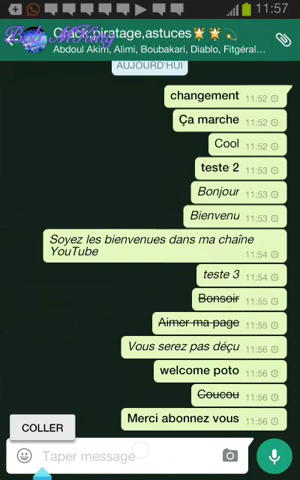 11:57
Crack,piratage,astuces
Abdoul Akim, Alimi, Boubakari, Diablo, Fitgéral...
AUJOURD'HUI
changement 11:52
Ça marche 11:52
Cool 11:52
teste 2 11:53
Bonjour 11:53
Bienvenu 11:53
Soyez les bienvenues dans ma chaîne
YouTube 11:54
teste 3 11:54
Bonsoir 11:55
Aimer ma page 11:55
Vous serez pas déçu 11:56
welcome poto 11:56
Coucou 11:56
Merci abonnez vous 11:56
COLLER
Taper message